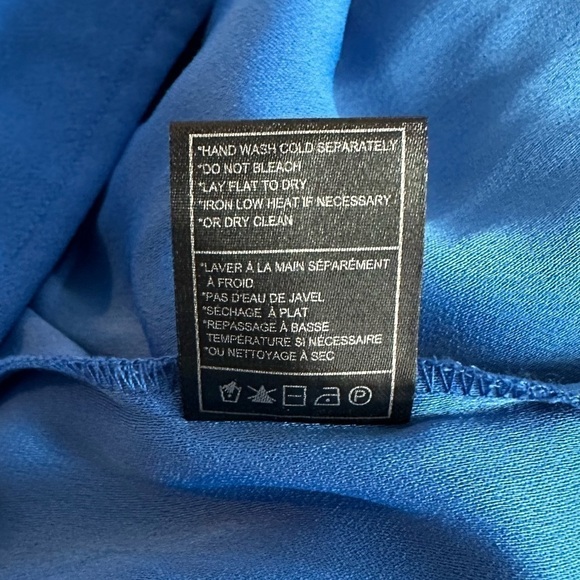 *HAND WASH COLD SEPARATELY
*DO NOT BLEACH
*LAY FLAT TO DRY
*IRON LOW HEAT IF NECESSARY
*OR DRY CLEAN
*LAVER À LA MAIN SÉPARÉMENT
À FROID
*PAS D'EAU DE JAVEL
*SÉCHAGE À PLAT
*REPASSAGE À BASSE
TEMPÉRATURE SI NÉCESSAIRE
*OU NETTOYAGE À SEC
P